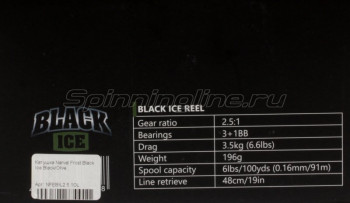 Spinningline.ru
BLACK
ICE
BLACK ICE REEL
Gear ratio 2.5:1
Bearings 3+1BB
Drag 3.5kg (6.6lbs)
Weight 196g
Spool capacity 6lbs/100yds (0.16mm/91m)
Line retrieve 48cm/19in